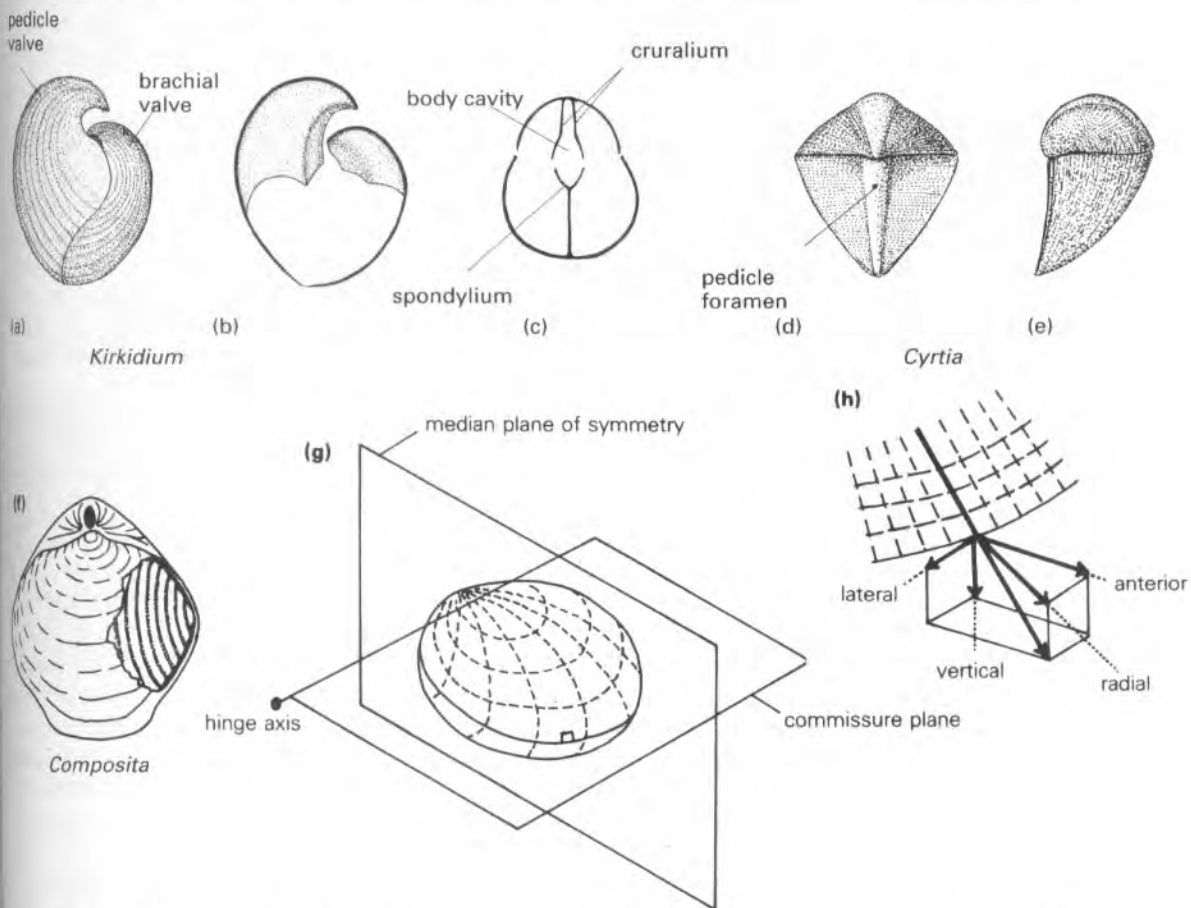 pedicle
valve
brachial
valve
body cavity
cruralium
spondylium
pedicle
foramen
(a)
(b)
(c)
(d)
(e)
Kirkidium
Cyrtia
(f)
Composita
(g)
median plane of symmetry
hinge axis
commissure plane
(h)
lateral
anterior
vertical
radial